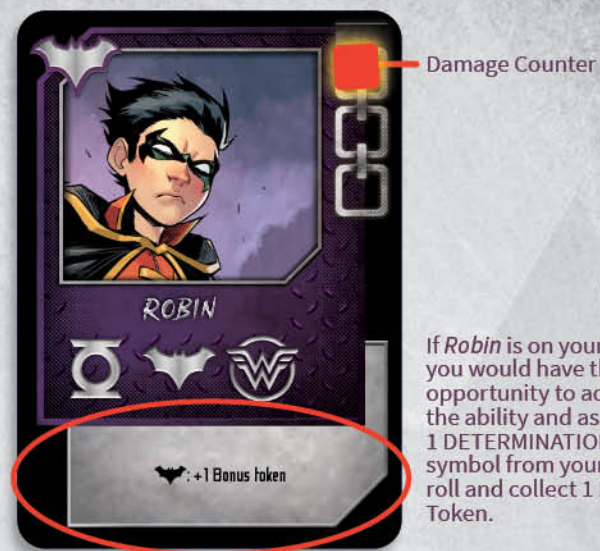 Damage Counter
ROBIN
: +1 Bonus token
If Robin is on your
you would have th
opportunity to ac
the ability and as
1 DETERMINATION
symbol from your
roll and collect 1
Token.